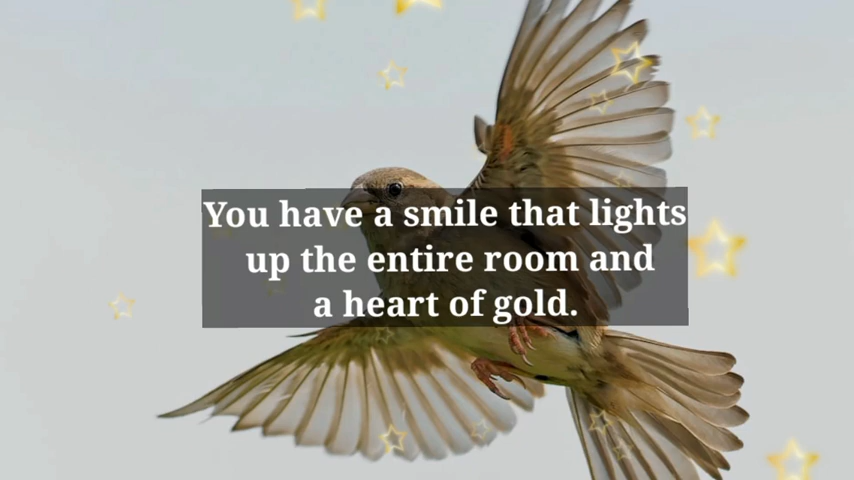 You have a smile that lights
up the entire room and
a heart of gold.